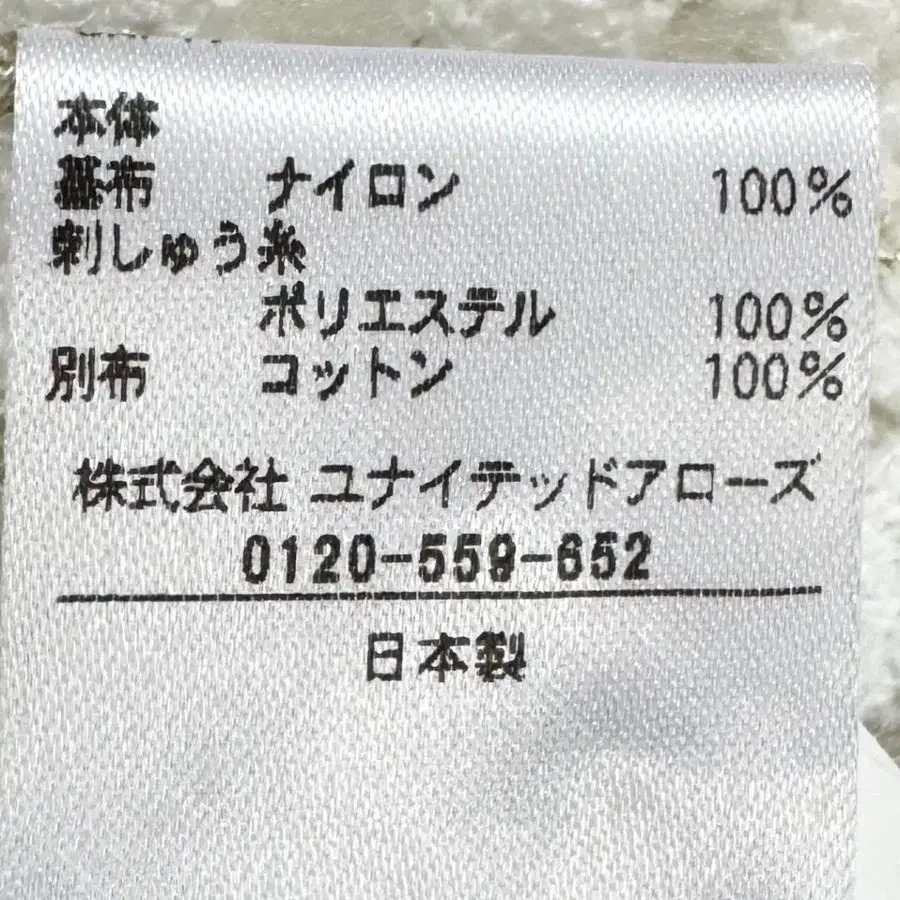 本体
基布 ナイロン 100%
刺しゅう糸
ポリエステル 100%
別布 コットン 100%
株式会社 ユナイテッドアローズ
0120-559-652
日本製